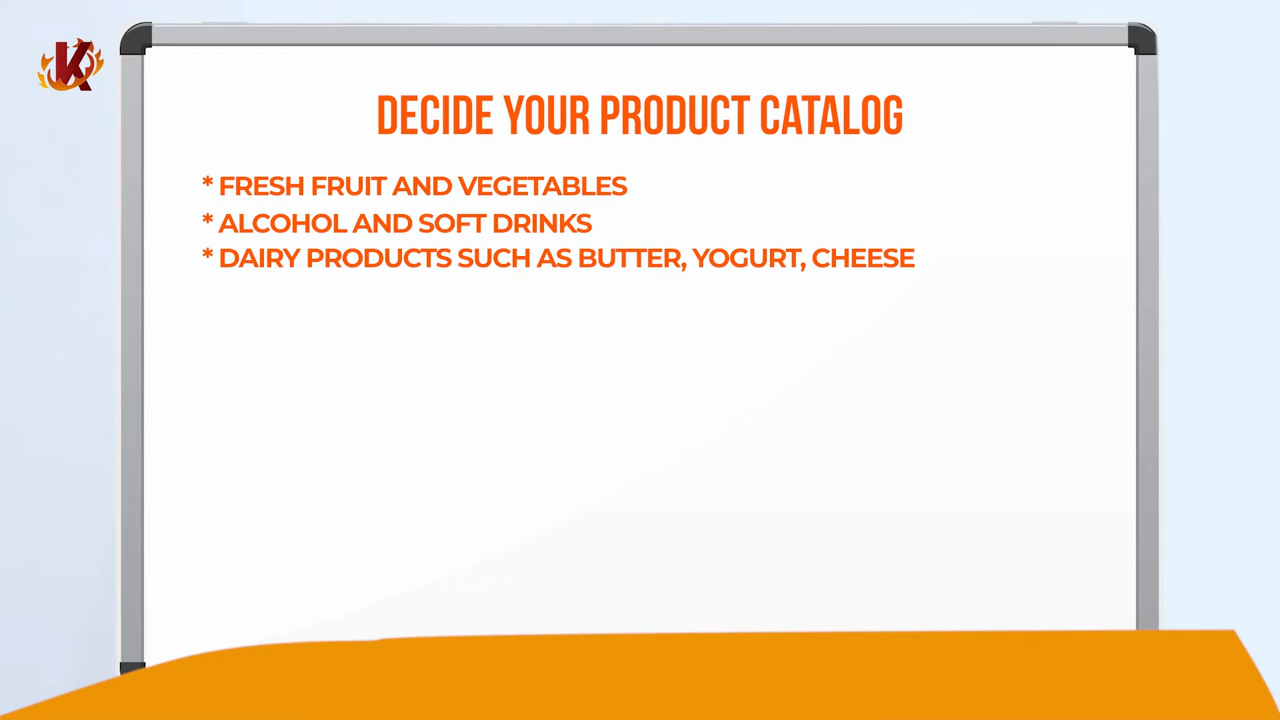 K
DECIDE YOUR PRODUCT CATALOG
* FRESH FRUIT AND VEGETABLES
* ALCOHOL AND SOFT DRINKS
* DAIRY PRODUCTS SUCH AS BUTTER, YOGURT, CHEESE